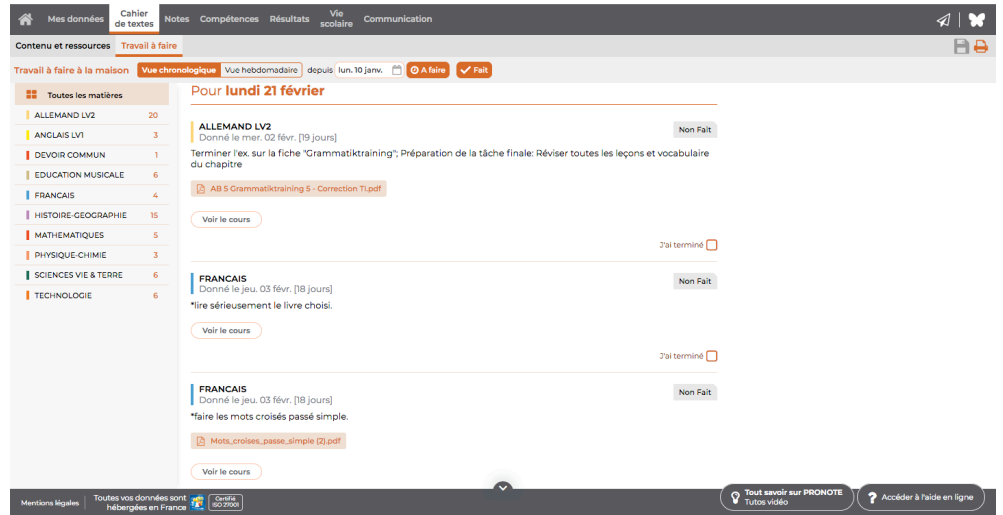 Mes données
Cahier
de textes
Notes
Compétences
Résultats
Vie
scolaire
Communication
Contenu et ressources
Travail à faire
Travail à faire à la maison
Vue chronologique
Vue hebdomadaire
depuis
lun. 10 janv.
A faire
Fait
Toutes les matières
ALLEMAND LV2 20
ANGLAIS LV1 3
DEVOIR COMMUN 1
EDUCATION MUSICALE 6
FRANCAIS 4
HISTOIRE-GEOGRAPHIE 15
MATHEMATIQUES 5
PHYSIQUE-CHIMIE 3
SCIENCES VIE & TERRE 6
TECHNOLOGIE 6
Pour lundi 21 février
ALLEMAND LV2
Non Fait
Donné le mer. 02 févr. [19 jours]
Terminer l'ex. sur la fiche "Grammatiktraining"; Préparation de la tâche finale: Réviser toutes les leçons et vocabulaire
du chapitre
AB 5 Grammatiktraining 5 - Correction T1.pdf
Voir le cours
J'ai terminé
FRANCAIS
Non Fait
Donné le jeu. 03 févr. [18 jours]
*lire sérieusement le livre choisi.
Voir le cours
J'ai terminé
FRANCAIS
Non Fait
Donné le jeu. 03 févr. [18 jours]
*faire les mots croisés passé simple.
Mots_croises_passe_simple (2).pdf
Voir le cours
Mentions légales
Toutes vos données sont
hébergées en France
Certifié
ISO 27001
Tout savoir sur PRONOTE
Tutos vidéo
Accéder à l'aide en ligne